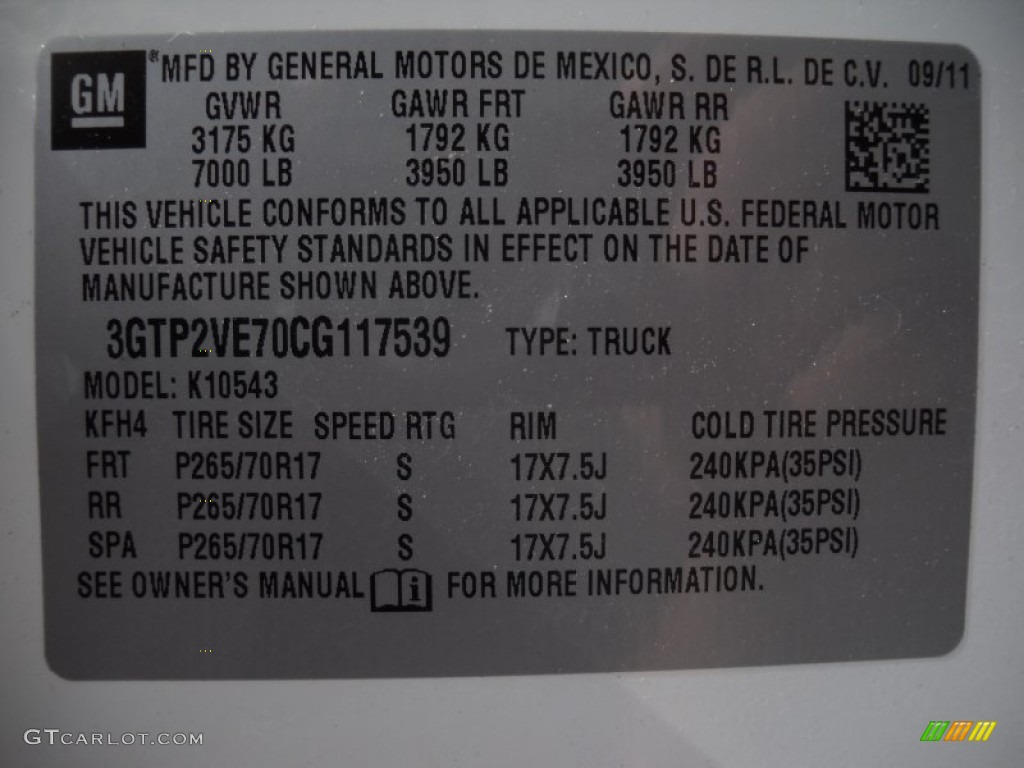 GM
® MFD BY GENERAL MOTORS DE MEXICO, S. DE R.L. DE C.V. 09/11
GVWR GAWR FRT GAWR RR
3175 KG 1792 KG 1792 KG
7000 LB 3950 LB 3950 LB
THIS VEHICLE CONFORMS TO ALL APPLICABLE U.S. FEDERAL MOTOR
VEHICLE SAFETY STANDARDS IN EFFECT ON THE DATE OF
MANUFACTURE SHOWN ABOVE.
3GTP2VE70CG117539 TYPE: TRUCK
MODEL: K10543
KFH4 TIRE SIZE SPEED RTG RIM COLD TIRE PRESSURE
FRT P265/70R17 S 17X7.5J 240KPA(35PSI)
RR P265/70R17 S 17X7.5J 240KPA(35PSI)
SPA P265/70R17 S 17X7.5J 240KPA(35PSI)
SEE OWNER'S MANUAL i FOR MORE INFORMATION.
GTCARLOT.COM